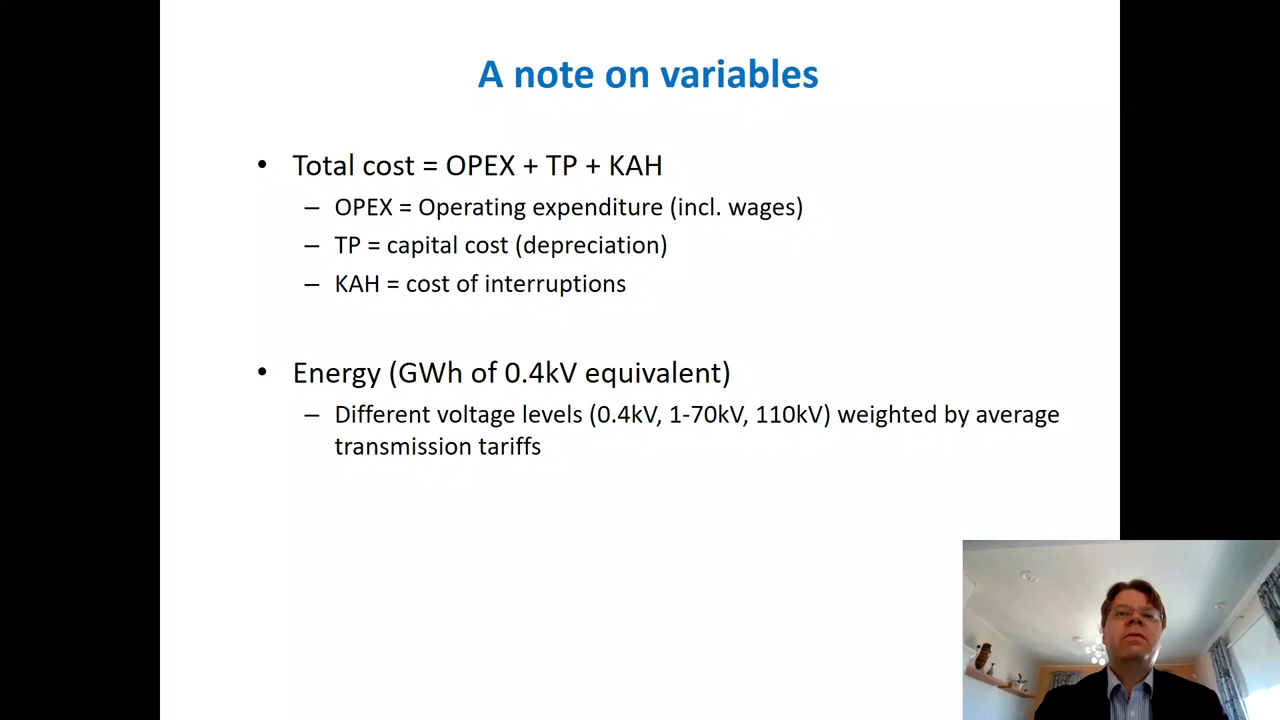 A note on variables
• Total cost = OPEX + TP + KAH
– OPEX = Operating expenditure (incl. wages)
– TP = capital cost (depreciation)
– KAH = cost of interruptions
• Energy (GWh of 0.4kV equivalent)
– Different voltage levels (0.4kV, 1-70kV, 110kV) weighted by average
transmission tariffs